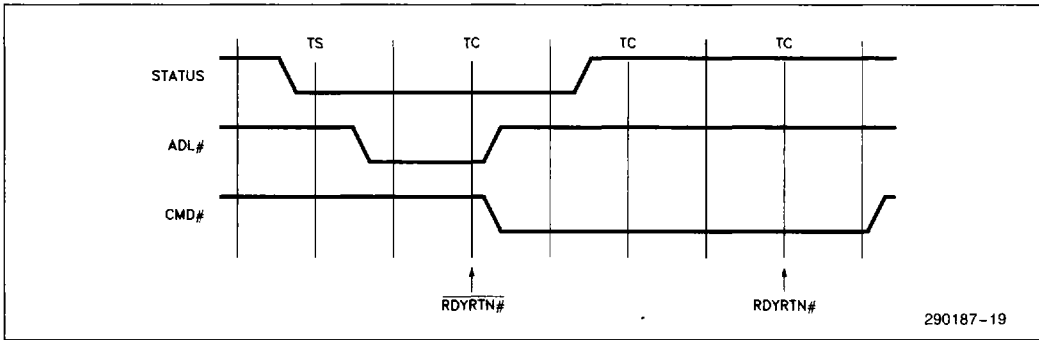 TS TC TC TC
STATUS
ADL#
CMD#
RDYRTN# RDYRTN#
290187-19